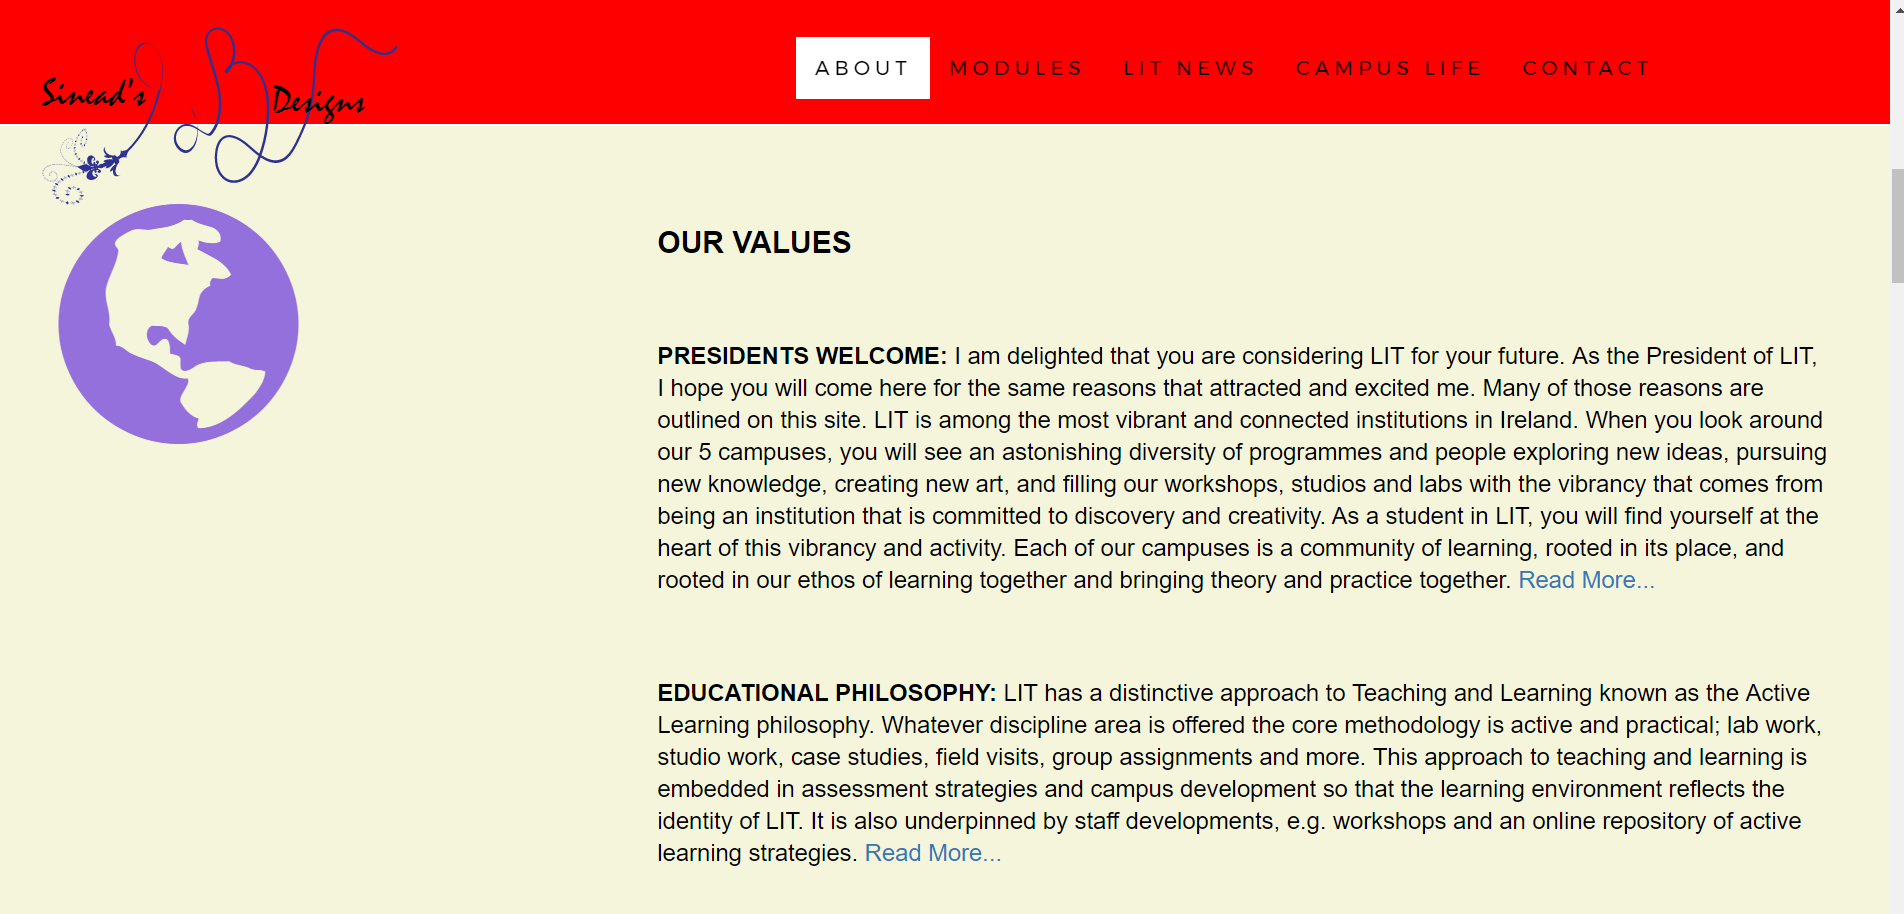 Sinead's Designs
ABOUT MODULES LIT NEWS CAMPUS LIFE CONTACT
OUR VALUES
PRESIDENTS WELCOME: I am delighted that you are considering LIT for your future. As the President of LIT,
I hope you will come here for the same reasons that attracted and excited me. Many of those reasons are
outlined on this site. LIT is among the most vibrant and connected institutions in Ireland. When you look around
our 5 campuses, you will see an astonishing diversity of programmes and people exploring new ideas, pursuing
new knowledge, creating new art, and filling our workshops, studios and labs with the vibrancy that comes from
being an institution that is committed to discovery and creativity. As a student in LIT, you will find yourself at the
heart of this vibrancy and activity. Each of our campuses is a community of learning, rooted in its place, and
rooted in our ethos of learning together and bringing theory and practice together. Read More...
EDUCATIONAL PHILOSOPHY: LIT has a distinctive approach to Teaching and Learning known as the Active
Learning philosophy. Whatever discipline area is offered the core methodology is active and practical; lab work,
studio work, case studies, field visits, group assignments and more. This approach to teaching and learning is
embedded in assessment strategies and campus development so that the learning environment reflects the
identity of LIT. It is also underpinned by staff developments, e.g. workshops and an online repository of active
learning strategies. Read More...